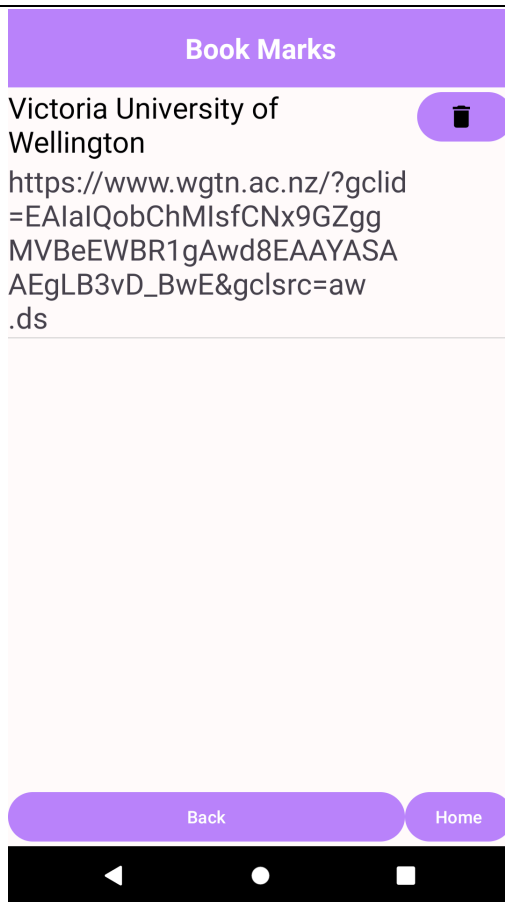 Book Marks
Victoria University of
Wellington
https://www.wgtn.ac.nz/?gclid
=EAIaIQobChMIsfCNx9GZgg
MVBeEWBR1gAwd8EAAYASA
AEgLB3vD_BwE&gclsrc=aw
.ds
Back
Home